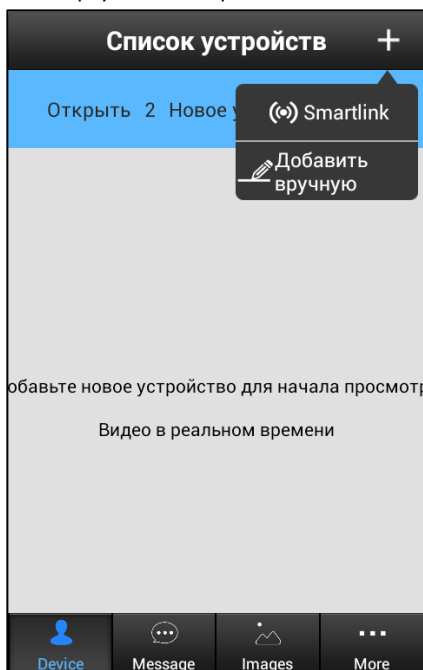 Список устройств +
Открыть 2 Новое
Smartlink
Добавить
вручную
обавьте новое устройство для начала просмотр
Видео в реальном времени
Device Message Images More